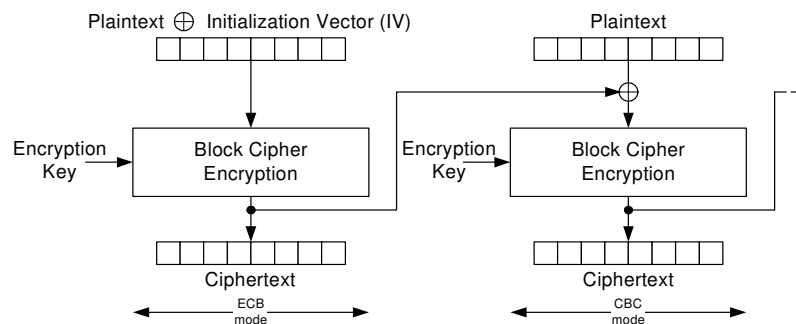 Plaintext ⊕ Initialization Vector (IV)
Plaintext
Encryption Key
Block Cipher
Encryption
Encryption Key
Block Cipher
Encryption
Ciphertext
Ciphertext
ECB
mode
CBC
mode